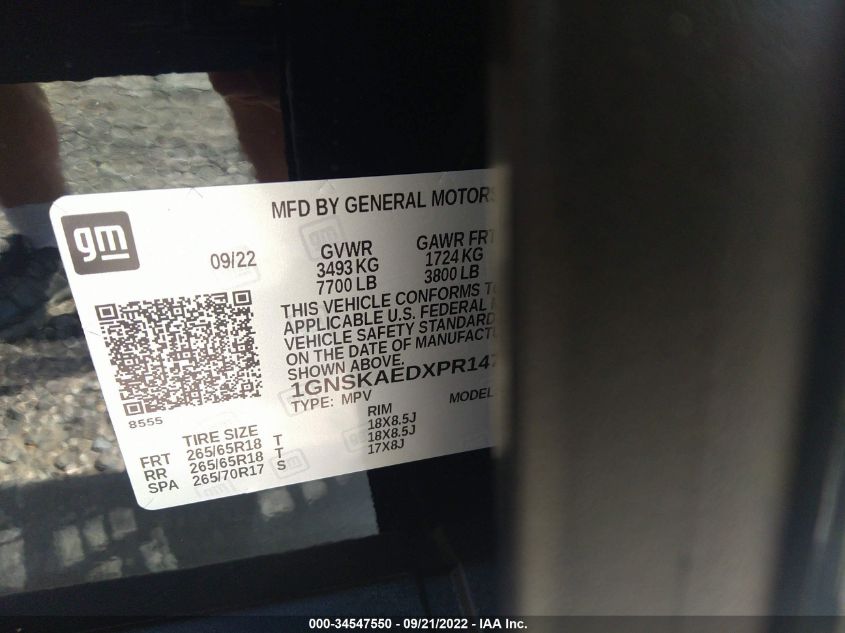 gm
MFD BY GENERAL MOTORS
09/22
GVWR
3493 KG
7700 LB
GAWR FRT
1724 KG
3800 LB
THIS VEHICLE CONFORMS TO
APPLICABLE U.S. FEDERAL
VEHICLE SAFETY STANDARD
ON THE DATE OF MANUFACTU
SHOWN ABOVE.
1GNSKAEDXPR147
TYPE: MPV MODEL:
8555
TIRE SIZE RIM
FRT 265/65R18 T 18X8.5J
RR 265/65R18 T 18X8.5J
SPA 265/70R17 S 17X8J
000-34547550 / 09/21/2022 - IAA Inc.